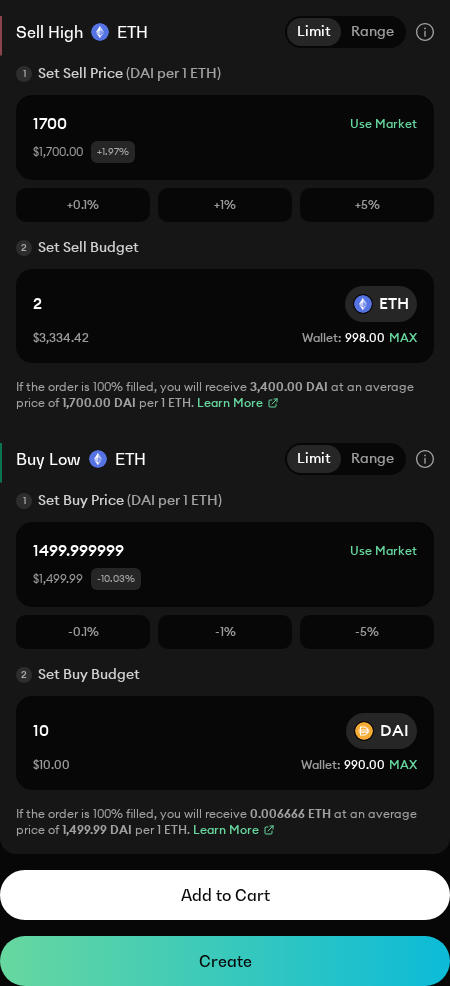 Sell High ETH Limit Range
1 Set Sell Price (DAI per 1 ETH)
1700 Use Market
$1,700.00 +1.97%
+0.1% +1% +5%
2 Set Sell Budget
2 ETH
$3,334.42 Wallet: 998.00 MAX
If the order is 100% filled, you will receive 3,400.00 DAI at an average
price of 1,700.00 DAI per 1 ETH. Learn More
Buy Low ETH Limit Range
1 Set Buy Price (DAI per 1 ETH)
1499.999999 Use Market
$1,499.99 -10.03%
-0.1% -1% -5%
2 Set Buy Budget
10 DAI
$10.00 Wallet: 990.00 MAX
If the order is 100% filled, you will receive 0.006666 ETH at an average
price of 1,499.99 DAI per 1 ETH. Learn More
Add to Cart
Create